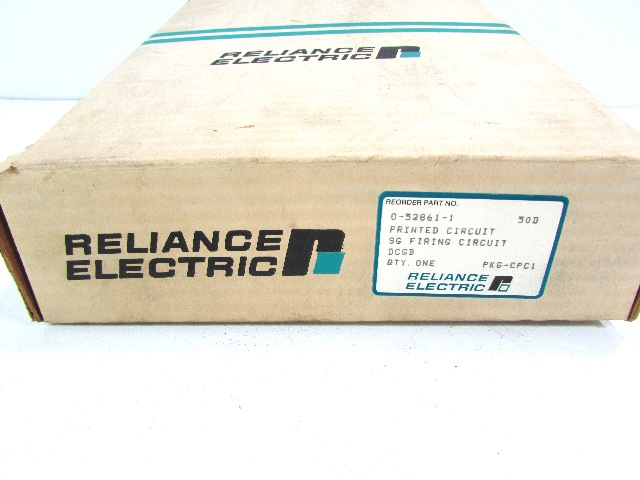 RELIANCE
ELECTRIC
RELIANCE
ELECTRIC
REORDER PART NO.
0-52861-1 50D
PRINTED CIRCUIT
SG FIRING CIRCUIT
DCGB
QTY. ONE PKG-CPC1
RELIANCE
ELECTRIC